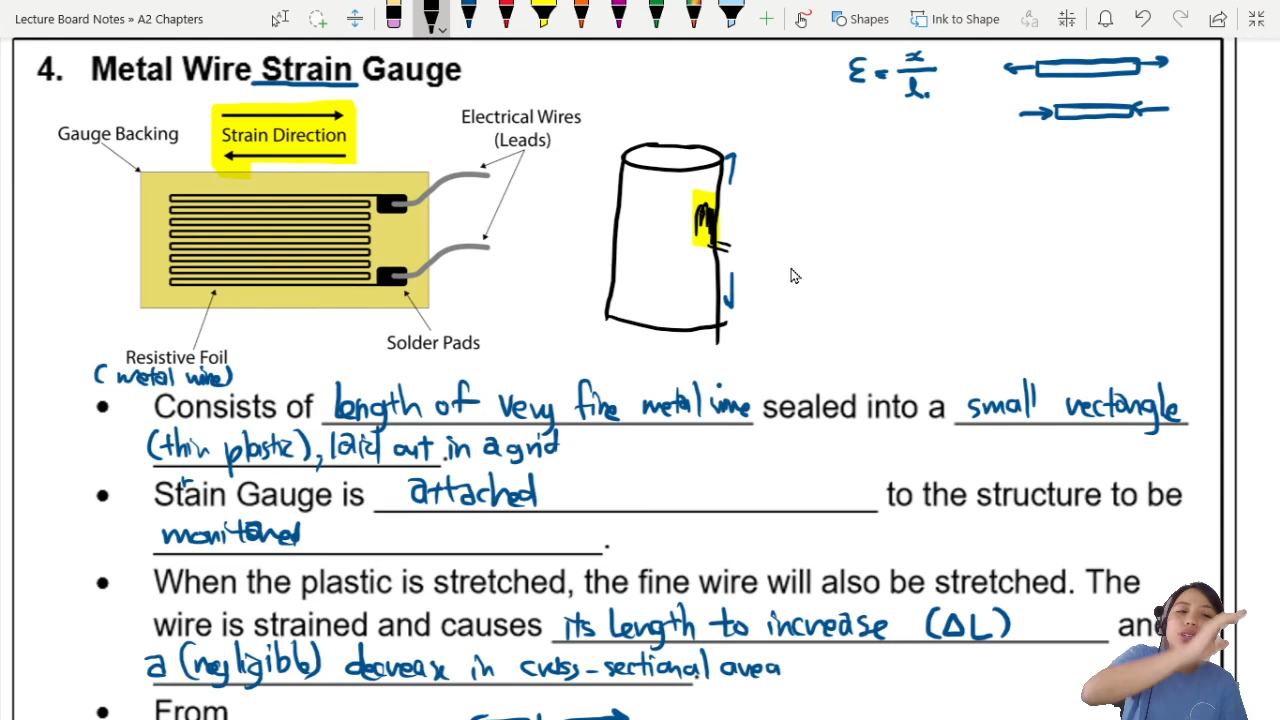 Lecture Board Notes » A2 Chapters
Shapes
Ink to Shape
4. Metal Wire Strain Gauge
ε = x / l₀
Electrical Wires
(Leads)
Gauge Backing
Strain Direction
Solder Pads
Resistive Foil
(metal wire)
• Consists of length of very fine metal wire sealed into a small rectangle
(thin plastic), laid out in a grid.
• Strain Gauge is attached to the structure to be
monitored.
• When the plastic is stretched, the fine wire will also be stretched. The
wire is strained and causes its length to increase (ΔL) an
a (negligible) decrease in cross-sectional area.
• From